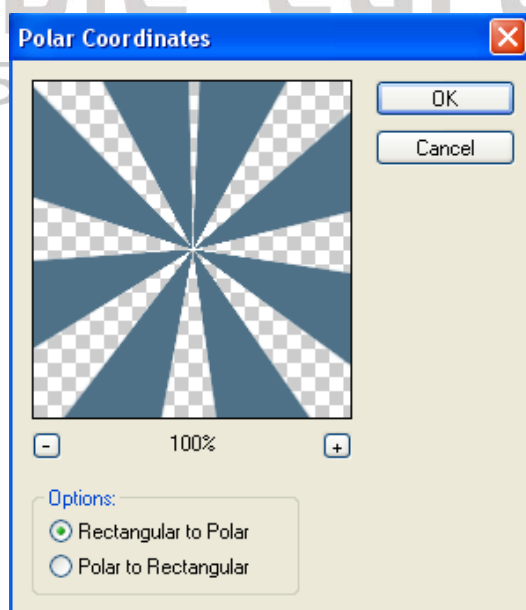 Polar Coordinates
OK
Cancel
-
100%
+
Options:
Rectangular to Polar
Polar to Rectangular